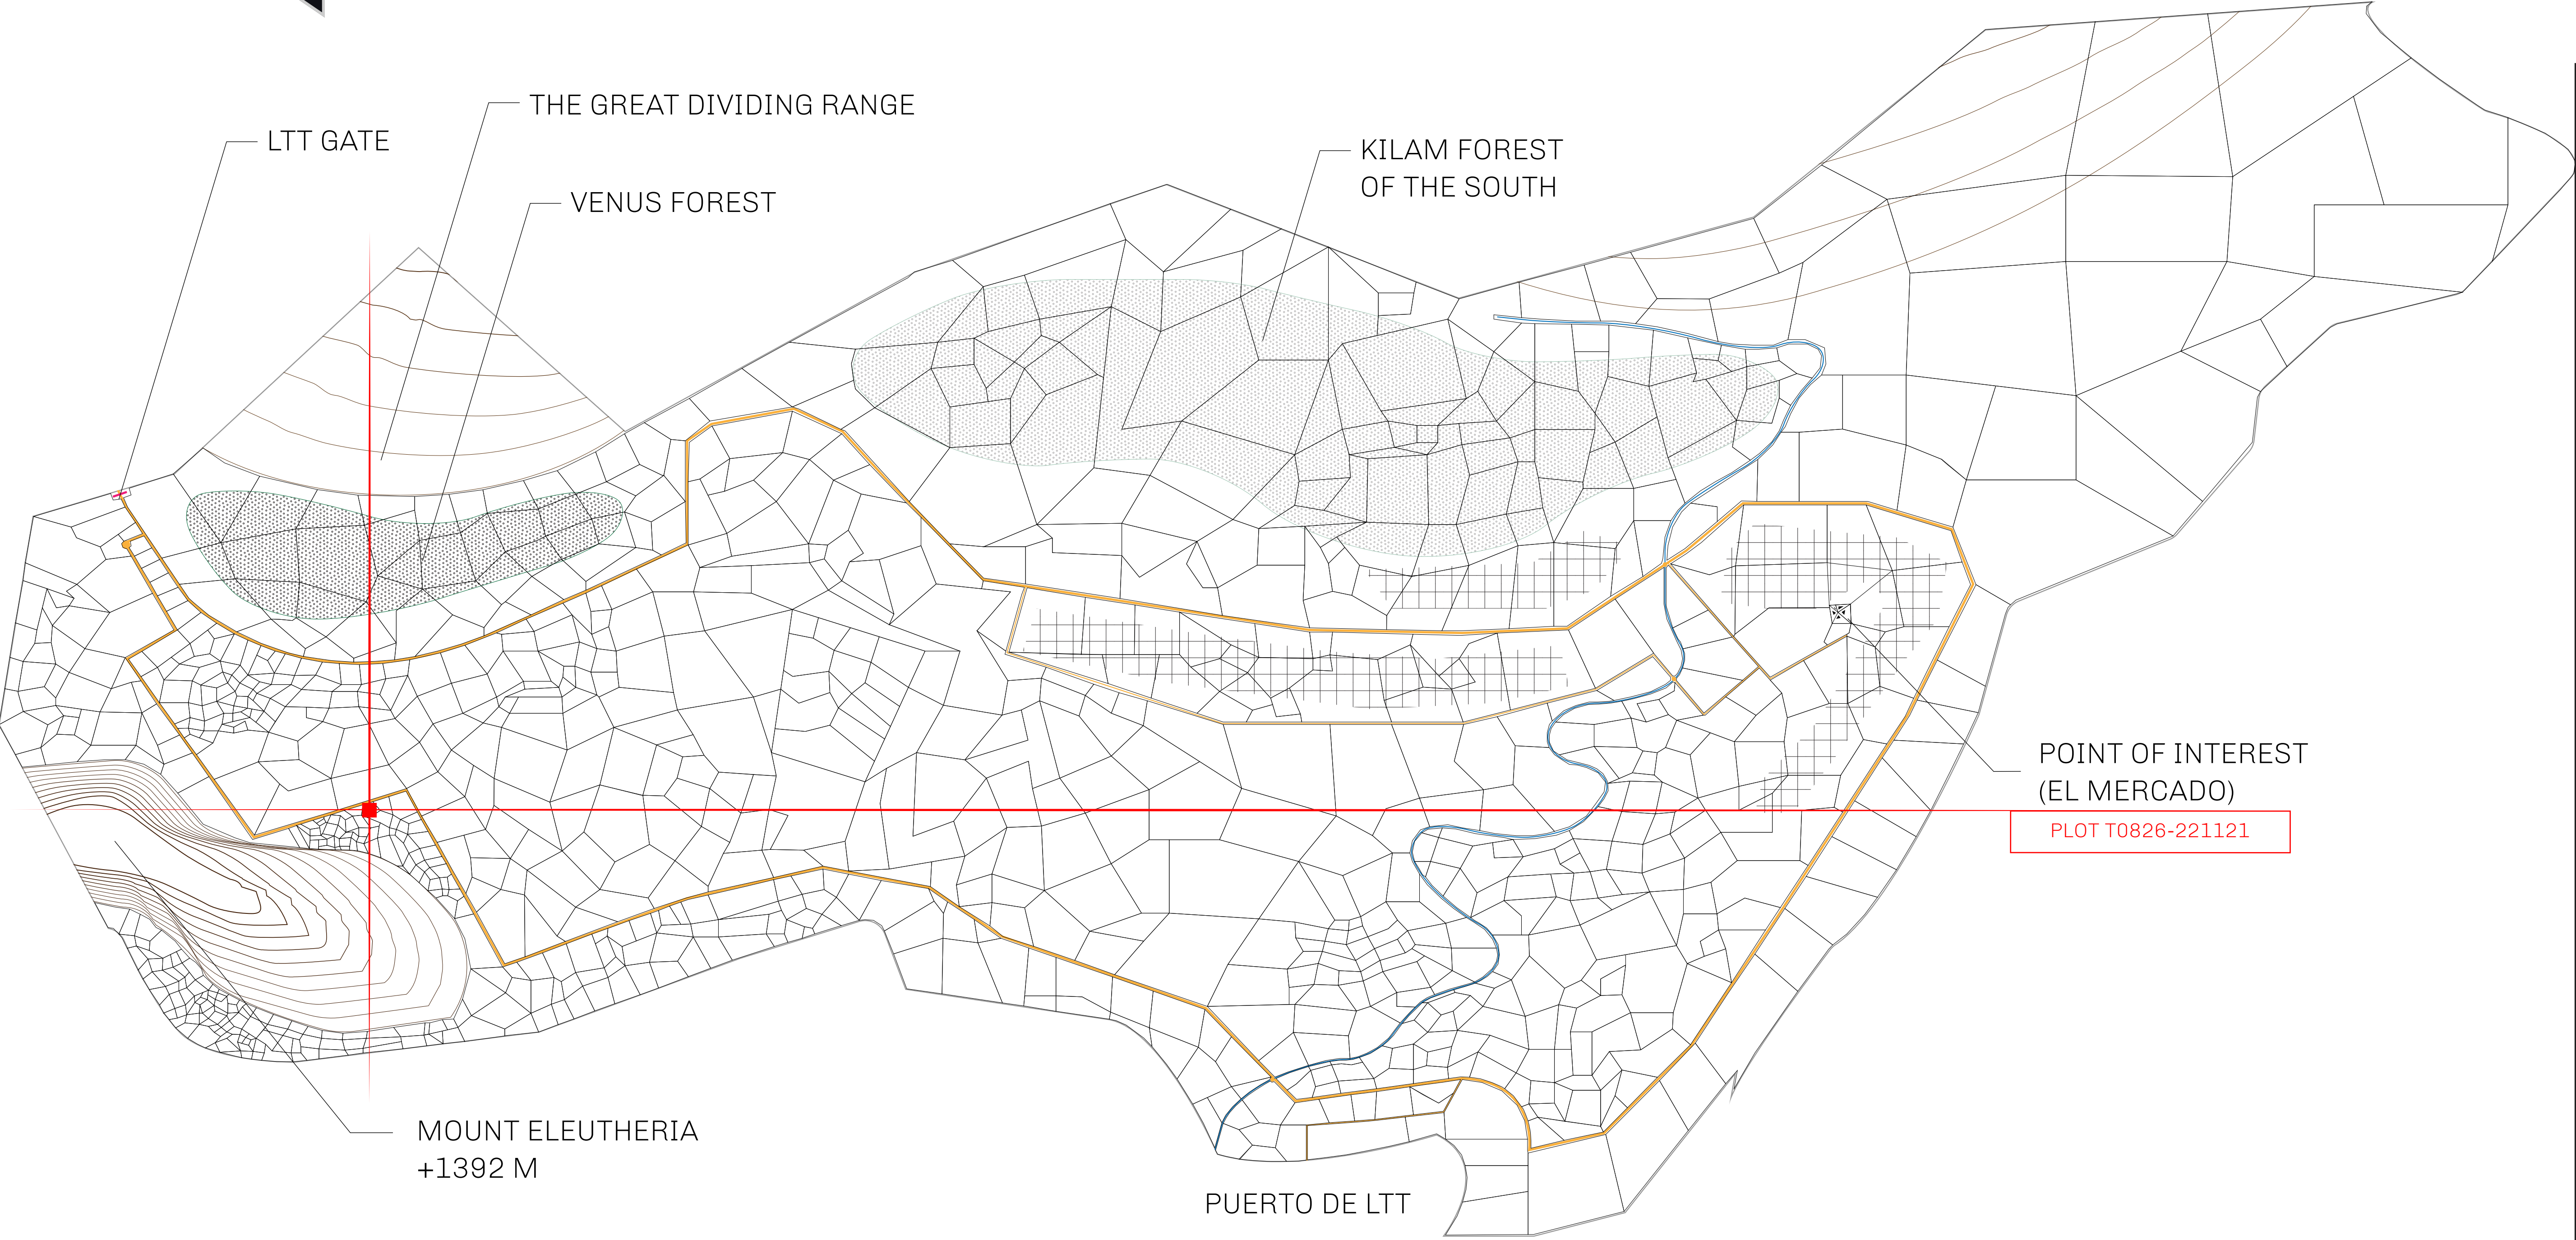 THE GREAT DIVIDING RANGE
LTT GATE
KILAM FOREST
OF THE SOUTH
VENUS FOREST
POINT OF INTEREST
(EL MERCADO)
PLOT T0826-221121
MOUNT ELEUTHERIA
+1392 M
PUERTO DE LTT